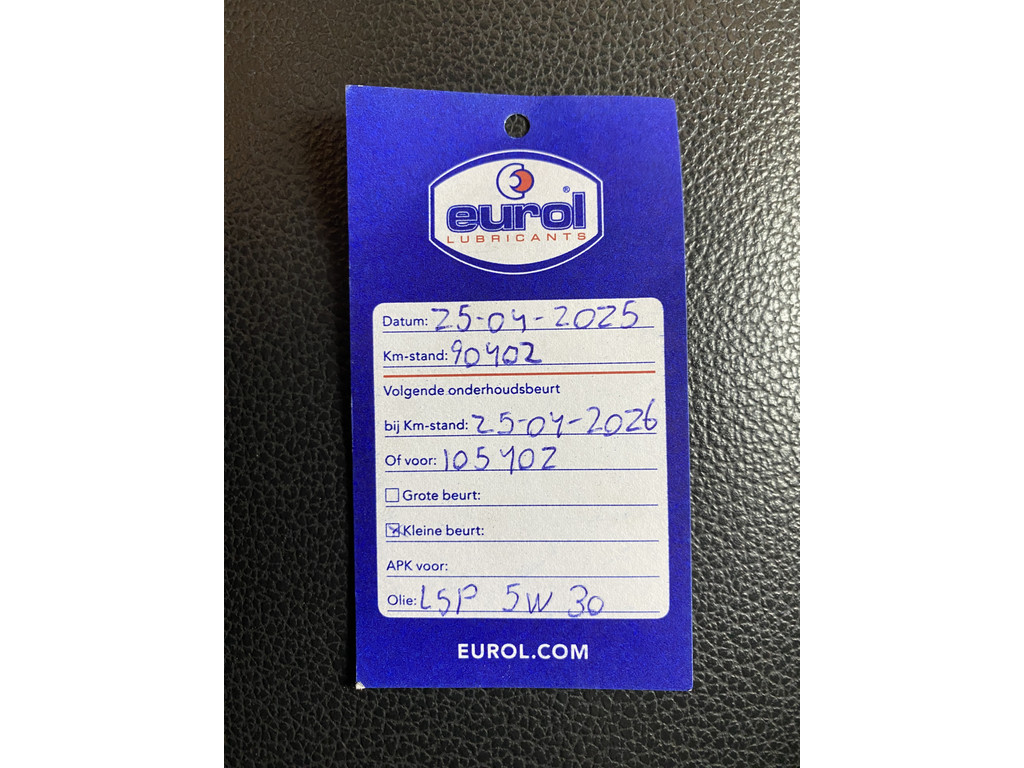 eurol®
LUBRICANTS
Datum: 25-04-2025
Km-stand: 90402
Volgende onderhoudsbeurt
bij Km-stand: 25-04-2026
Of voor: 105402
Grote beurt:
Kleine beurt:
APK voor:
Olie: LSP 5W 30
EUROL.COM